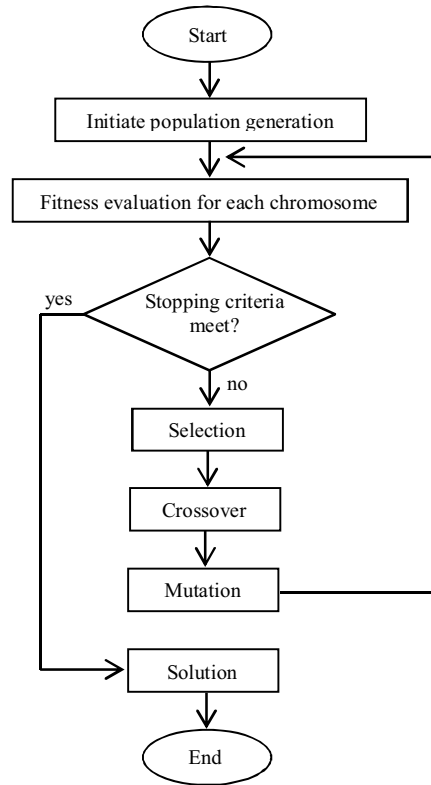 Start
Initiate population generation
Fitness evaluation for each chromosome
yes
Stopping criteria
meet?
no
Selection
Crossover
Mutation
Solution
End